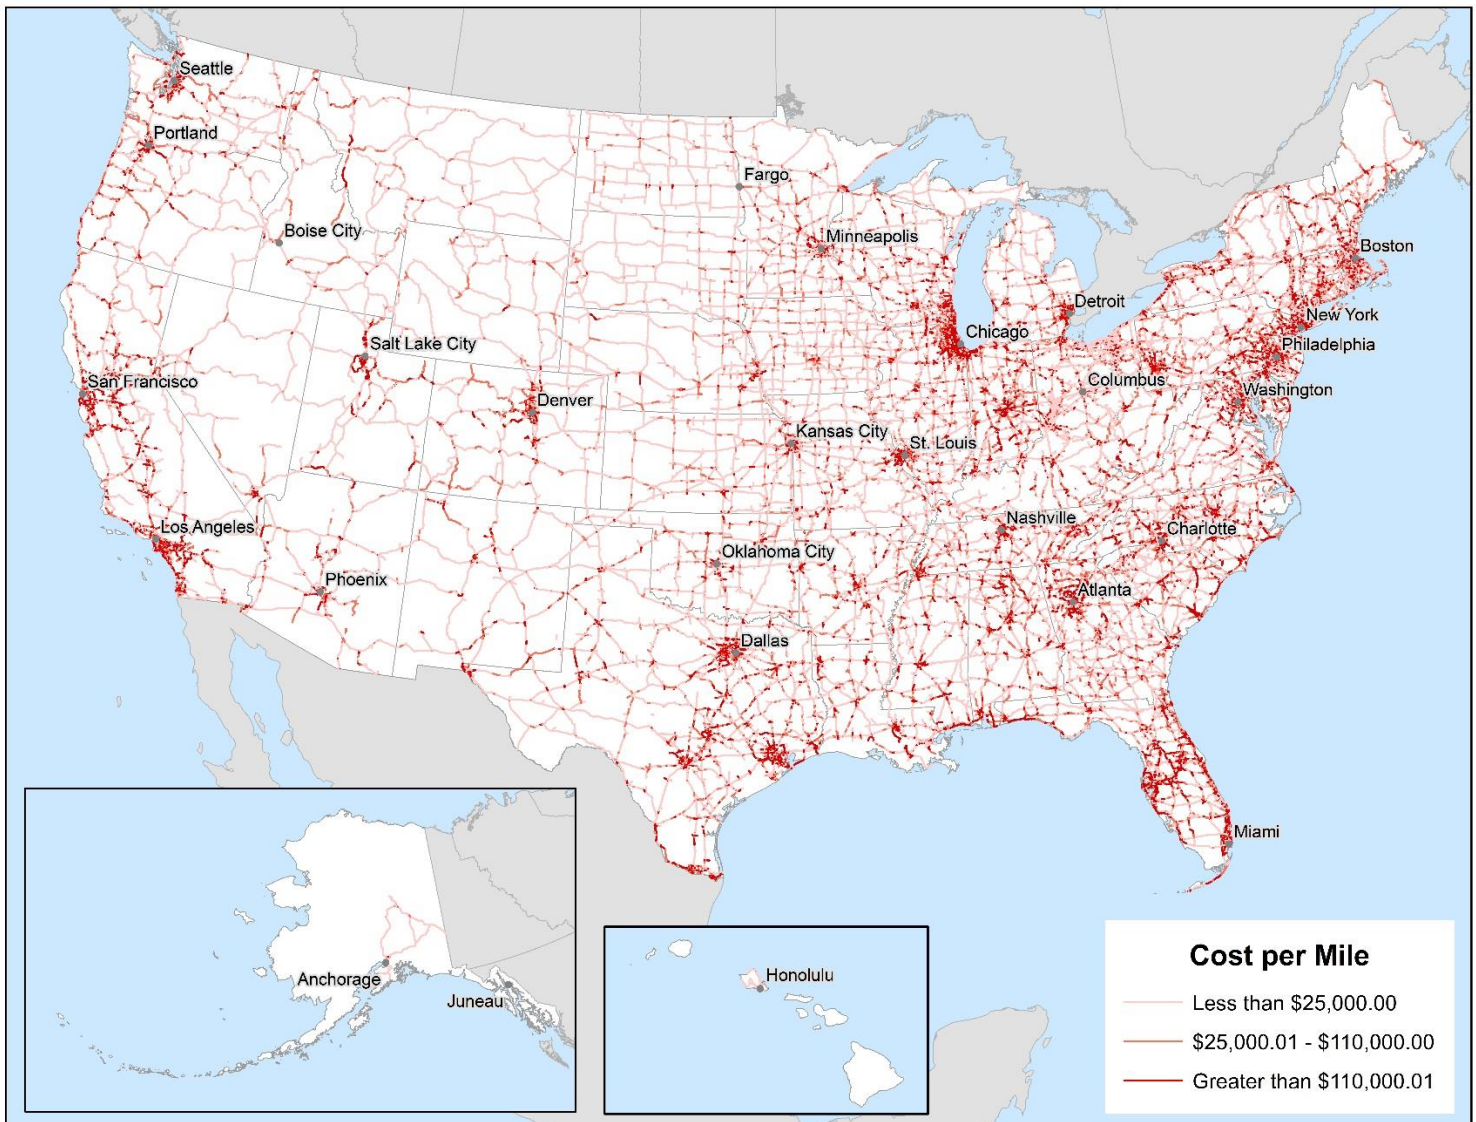 Seattle
Portland
Fargo
Boise City
Minneapolis
Boston
Detroit
New York
Chicago
Salt Lake City
Philadelphia
San Francisco
Columbus
Washington
Denver
Kansas City
St. Louis
Nashville
Los Angeles
Charlotte
Oklahoma City
Phoenix
Atlanta
Dallas
Miami
Anchorage
Juneau
Honolulu
Cost per Mile
Less than $25,000.00
$25,000.01 - $110,000.00
Greater than $110,000.01